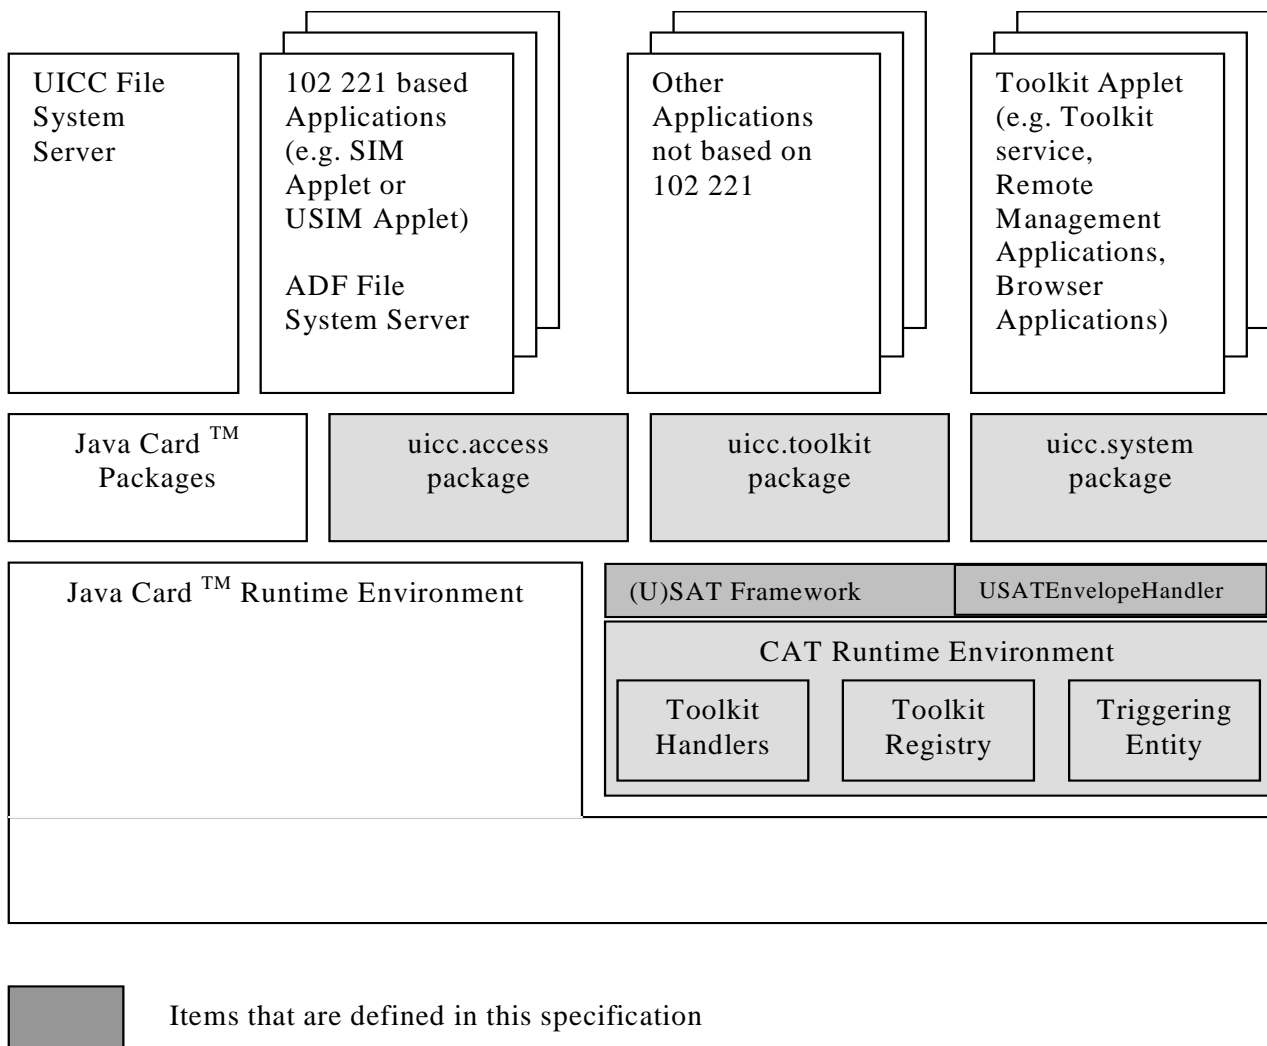 UICC File
System
Server
102 221 based
Applications
(e.g. SIM
Applet or
USIM Applet)
ADF File
System Server
Other
Applications
not based on
102 221
Toolkit Applet
(e.g. Toolkit
service,
Remote
Management
Applications,
Browser
Applications)
Java Card TM
Packages
uicc.access
package
uicc.toolkit
package
uicc.system
package
Java Card TM Runtime Environment
(U)SAT Framework
USATEnvelopeHandler
CAT Runtime Environment
Toolkit
Handlers
Toolkit
Registry
Triggering
Entity
Items that are defined in this specification